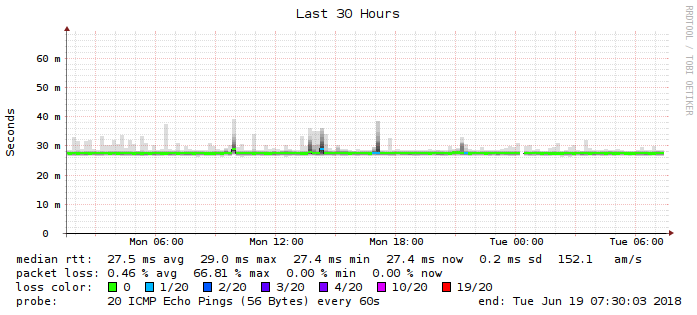 Last 30 Hours
RRDTOOL / TOBI OETIKER
Seconds
60 m
50 m
40 m
30 m
20 m
10 m
0
Mon 06:00 Mon 12:00 Mon 18:00 Tue 00:00 Tue 06:00
median rtt: 27.5 ms avg 29.0 ms max 27.4 ms min 27.4 ms now 0.2 ms sd 152.1 am/s
packet loss: 0.46 % avg 66.81 % max 0.00 % min 0.00 % now
loss color: 0 1/20 2/20 3/20 4/20 10/20 19/20
probe: 20 ICMP Echo Pings (56 Bytes) every 60s end: Tue Jun 19 07:30:03 2018